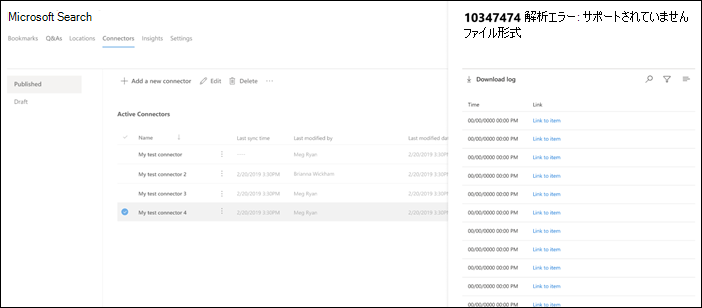 Microsoft Search
Bookmarks Q&As Locations Connectors Insights Settings
Published
Draft
+ Add a new connector Edit Delete ···
Active Connectors
Name ↓ Last sync time Last modified by Last modified da
My test connector ---- Meg Ryan 2/20/2019 3:30PM
My test connector 2 2/20/2019 3:30PM Brianna Wickham 2/20/2019 3:30PM
My test connector 3 2/20/2019 3:30PM Meg Ryan 2/20/2019 3:30PM
My test connector 4 2/20/2019 3:30PM Meg Ryan 2/20/2019 3:30PM
10347474 解析エラー: サポートされていません
ファイル形式
Download log
Time Link
00/00/0000 00:00 PM Link to item
00/00/0000 00:00 PM Link to item
00/00/0000 00:00 PM Link to item
00/00/0000 00:00 PM Link to item
00/00/0000 00:00 PM Link to item
00/00/0000 00:00 PM Link to item
00/00/0000 00:00 PM Link to item
00/00/0000 00:00 PM Link to item
00/00/0000 00:00 PM Link to item
00/00/0000 00:00 PM Link to item